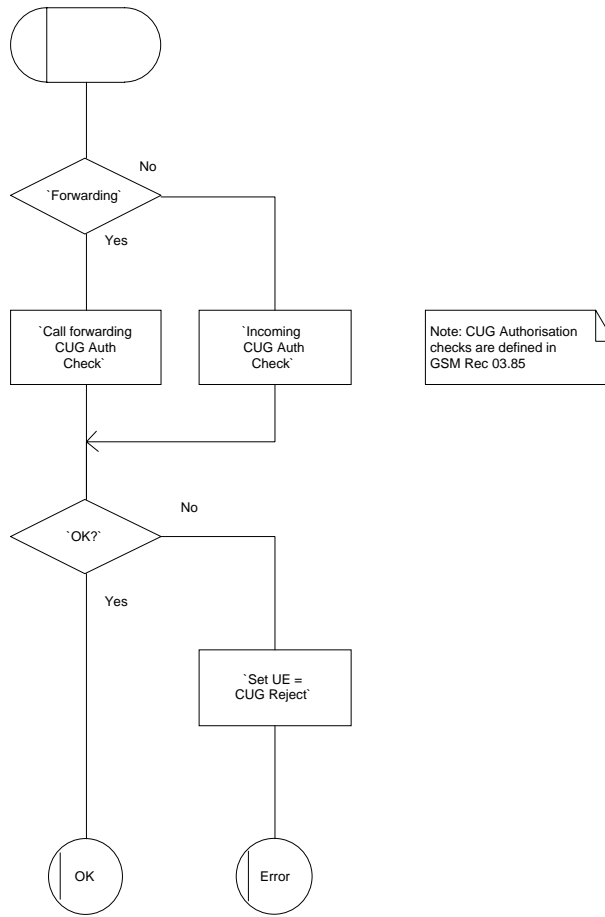 No
`Forwarding`
Yes
`Call forwarding
CUG Auth
Check`
`Incoming
CUG Auth
Check`
Note: CUG Authorisation
checks are defined in
GSM Rec 03.85
No
`OK?`
Yes
`Set UE =
CUG Reject`
OK
Error